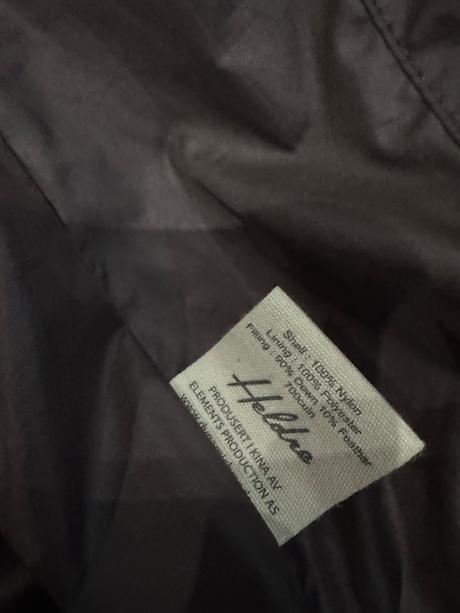 Shell : 100% Nylon
Lining : 100% Polyester
Filling : 90% Down 10% Feather
700cuin
Heldre
PRODUSERT I KINA AV
ELEMENTS PRODUCTION AS